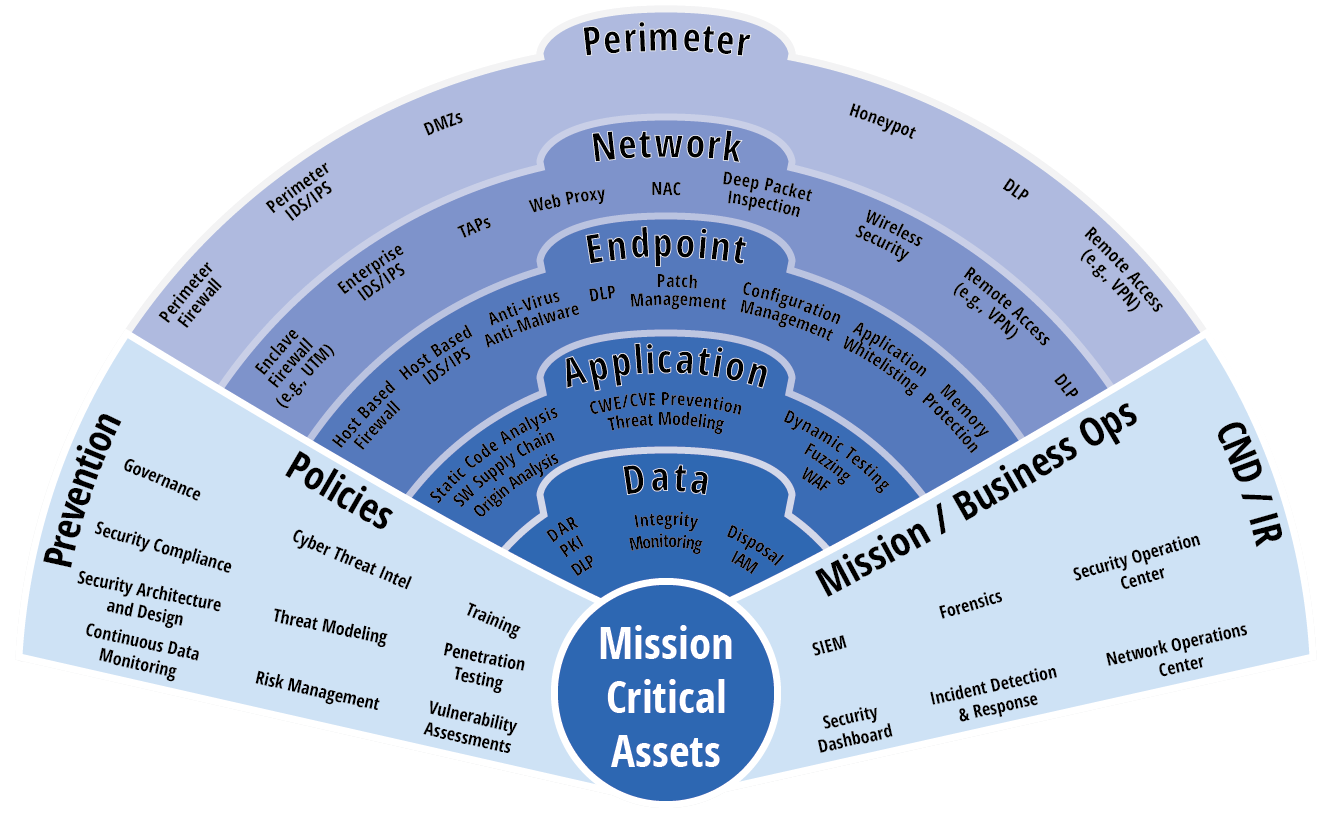 Perimeter
Perimeter
Firewall
Perimeter
IDS/IPS
DMZs
Honeypot
DLP
Remote Access
(e.g., VPN)
Network
Enclave
Firewall
(e.g., UTM)
Enterprise
IDS/IPS
TAPs
Web Proxy
NAC
Deep Packet
Inspection
Wireless
Security
Remote Access
(e.g., VPN)
DLP
Endpoint
Host Based
Firewall
Host Based
IDS/IPS
Anti-Virus
Anti-Malware
DLP
Patch
Management
Configuration
Management
Application
Whitelisting
Memory
Protection
Application
Static Code Analysis
SW Supply Chain
Origin Analysis
CWE/CVE Prevention
Threat Modeling
Dynamic Testing
Fuzzing
WAF
Data
DAR
PKI
DLP
Integrity
Monitoring
Disposal
IAM
Prevention
Policies
Governance
Security Compliance
Security Architecture
and Design
Continuous Data
Monitoring
Cyber Threat Intel
Threat Modeling
Risk Management
Training
Penetration
Testing
Vulnerability
Assessments
Mission
Critical
Assets
Mission / Business Ops
CND / IR
SIEM
Forensics
Security Operation
Center
Security
Dashboard
Incident Detection
& Response
Network Operations
Center